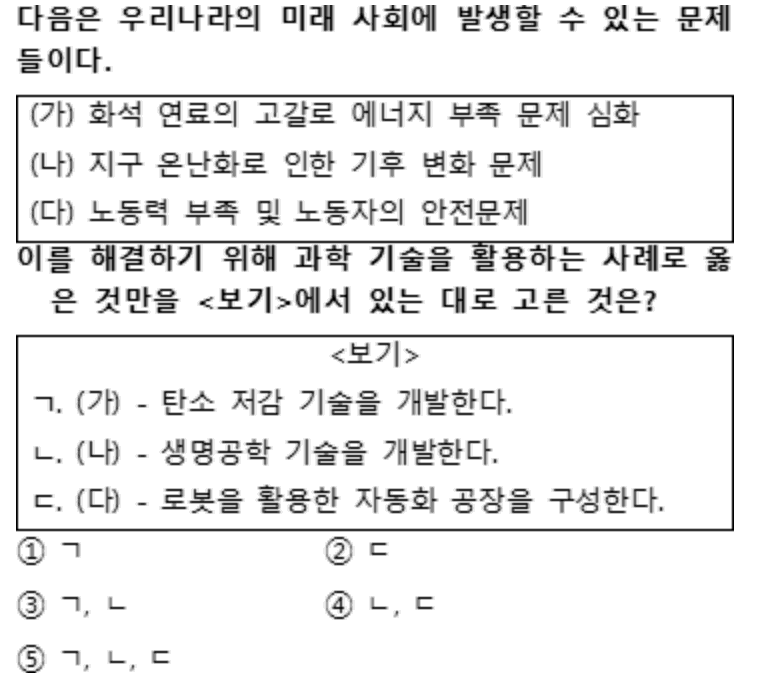 다음은 우리나라의 미래 사회에 발생할 수 있는 문제
들이다.
(가) 화석 연료의 고갈로 에너지 부족 문제 심화
(나) 지구 온난화로 인한 기후 변화 문제
(다) 노동력 부족 및 노동자의 안전문제
이를 해결하기 위해 과학 기술을 활용하는 사례로 옳
은 것만을 <보기>에서 있는 대로 고른 것은?
<보기>
ㄱ. (가) - 탄소 저감 기술을 개발한다.
ㄴ. (나) - 생명공학 기술을 개발한다.
ㄷ. (다) - 로봇을 활용한 자동화 공장을 구성한다.
① ㄱ ② ㄷ
③ ㄱ, ㄴ ④ ㄴ, ㄷ
⑤ ㄱ, ㄴ, ㄷ